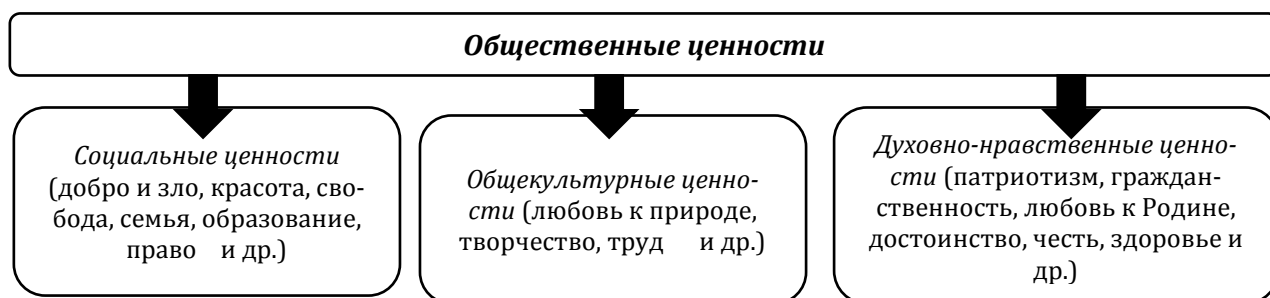 Общественные ценности
Социальные ценности
(добро и зло, красота, сво-
бода, семья, образование,
право и др.)
Общекультурные ценно-
сти (любовь к природе,
творчество, труд и др.)
Духовно-нравственные ценно-
сти (патриотизм, граждан-
ственность, любовь к Родине,
достоинство, честь, здоровье и
др.)